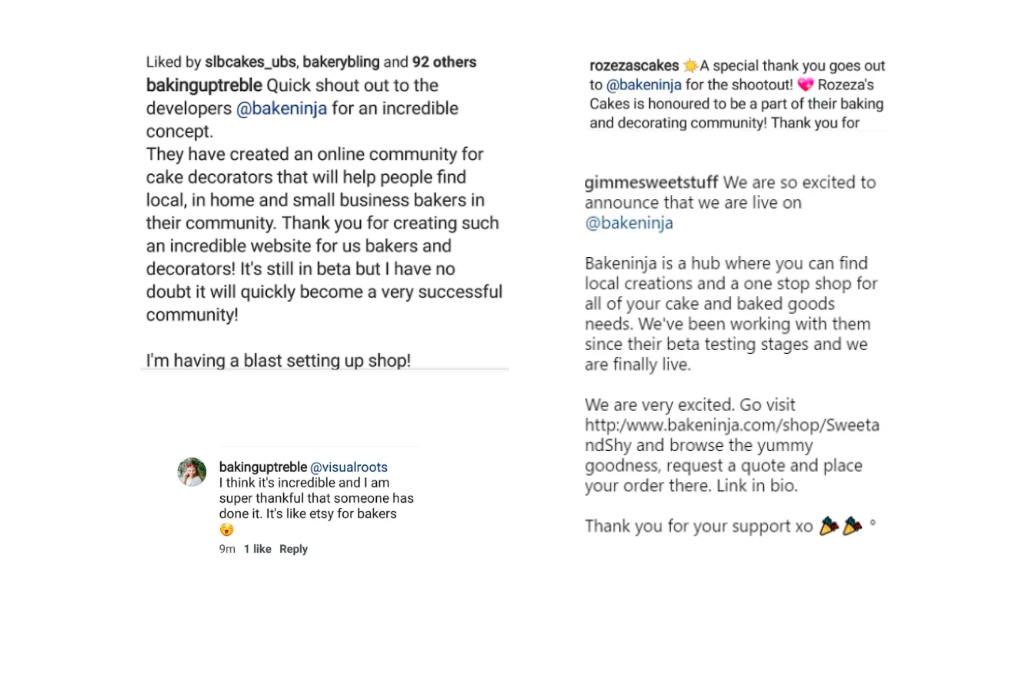 Liked by slbcakes_ubs, bakerybling and 92 others
bakinguptreble Quick shout out to the
developers @bakeninja for an incredible
concept.
They have created an online community for
cake decorators that will help people find
local, in home and small business bakers in
their community. Thank you for creating such
an incredible website for us bakers and
decorators! It's still in beta but I have no
doubt it will quickly become a very successful
community!
I'm having a blast setting up shop!
bakinguptreble @visualroots
I think it's incredible and I am
super thankful that someone has
done it. It's like etsy for bakers
😯
9m 1 like Reply
rozezascakes ☀️A special thank you goes out
to @bakeninja for the shootout! 💖 Rozeza's
Cakes is honoured to be a part of their baking
and decorating community! Thank you for
gimmesweetstuff We are so excited to
announce that we are live on
@bakeninja
Bakeninja is a hub where you can find
local creations and a one stop shop for
all of your cake and baked goods
needs. We've been working with them
since their beta testing stages and we
are finally live.
We are very excited. Go visit
http:/www.bakeninja.com/shop/Sweeta
ndShy and browse the yummy
goodness, request a quote and place
your order there. Link in bio.
Thank you for your support xo 🎉 🎉 °